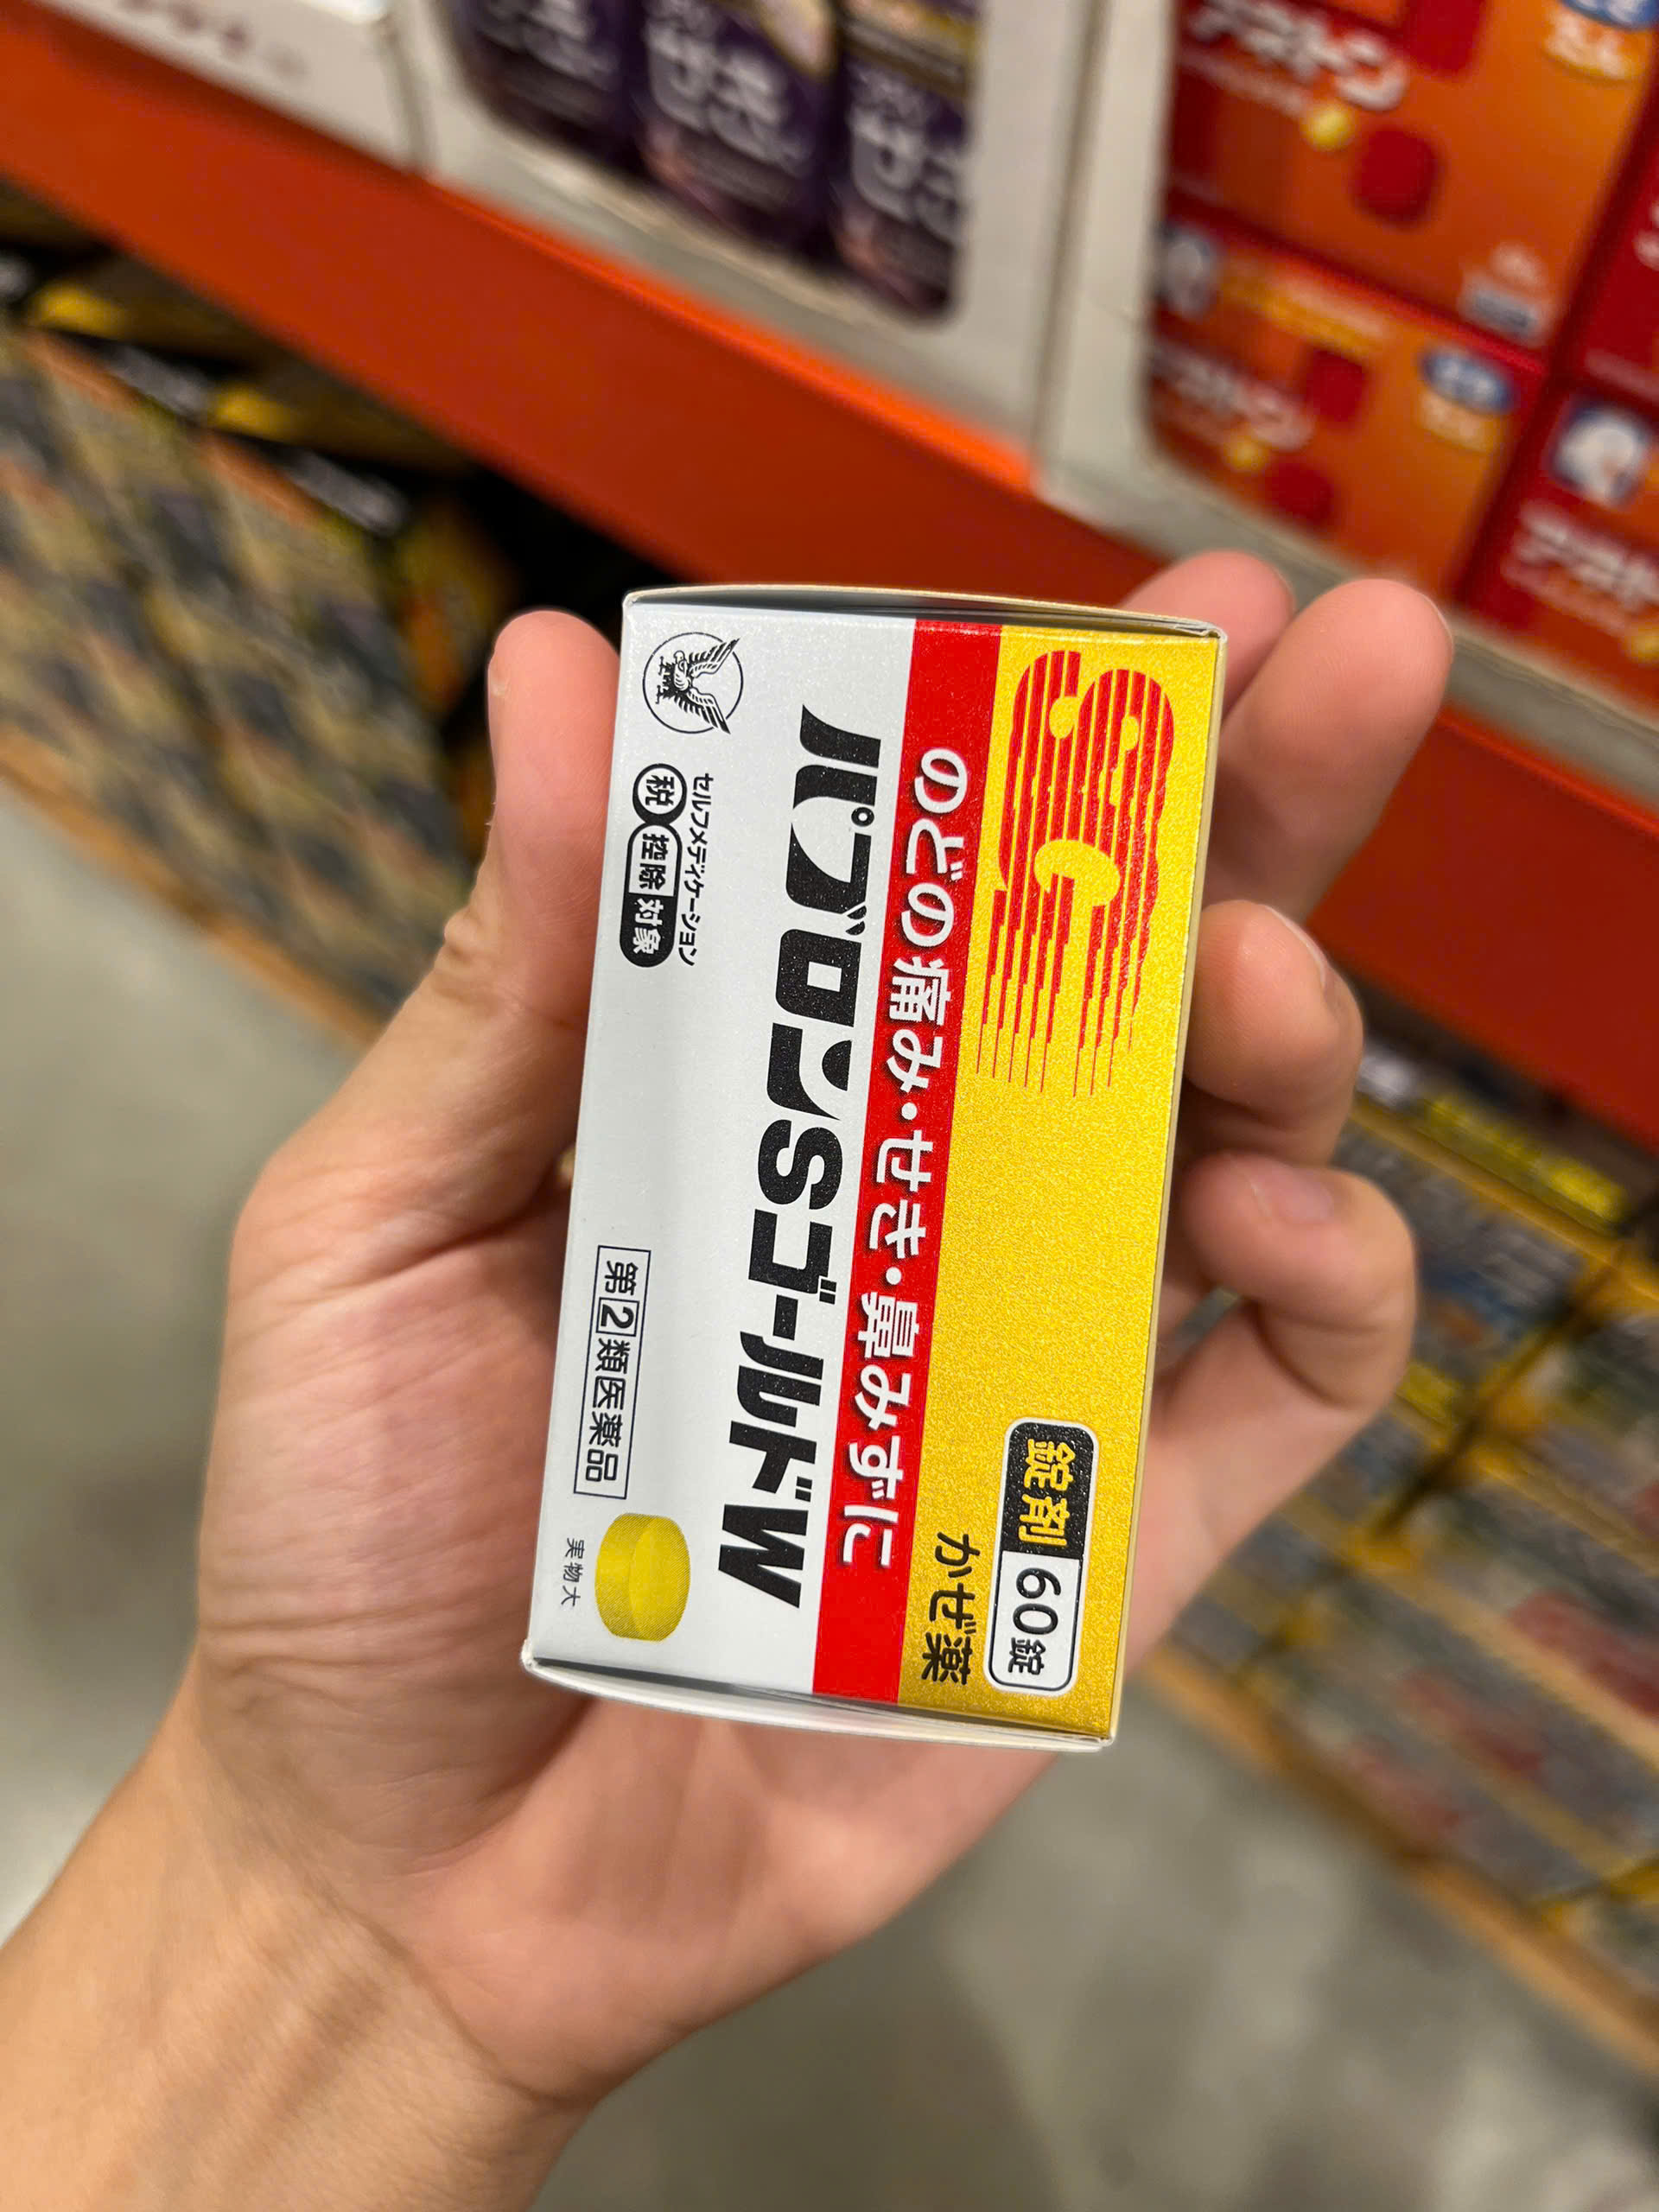 錠剤 60錠
かぜ薬
のどの痛み・せき・鼻みずに
パブロンSゴールドW
セルフメディケーション
税 控除対象
第2類医薬品
実物大